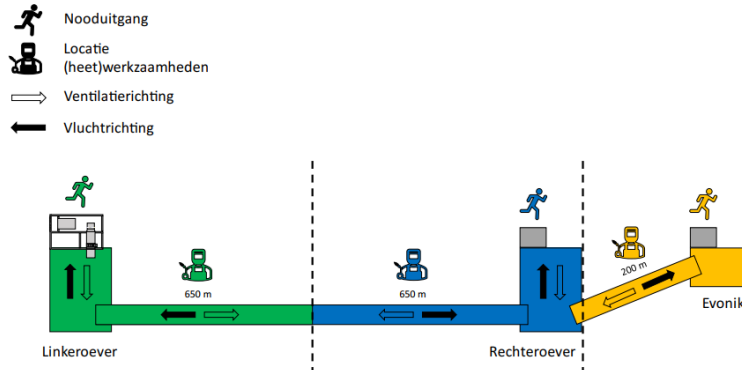 Nooduitgang
Locatie
(heet)werkzaamheden
Ventilatierichting
Vluchtrichting
650 m
650 m
200 m
Evonik
Linkeroever
Rechteroever